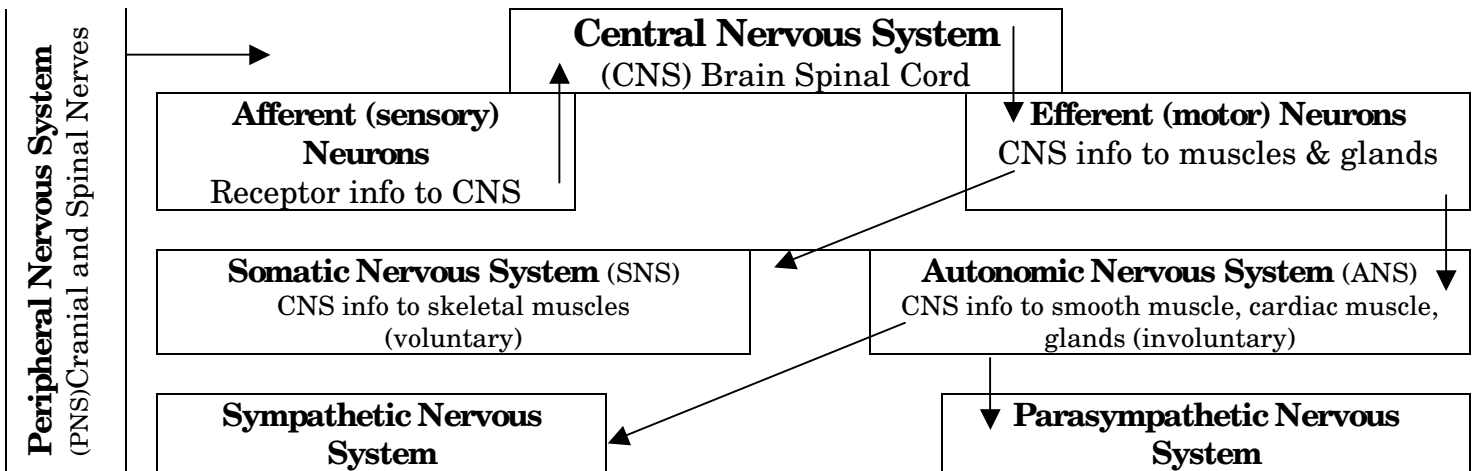 Peripheral Nervous System
(PNS)Cranial and Spinal Nerves
Central Nervous System
(CNS) Brain Spinal Cord
Afferent (sensory)
Neurons
Receptor info to CNS
Efferent (motor) Neurons
CNS info to muscles & glands
Somatic Nervous System (SNS)
CNS info to skeletal muscles
(voluntary)
Autonomic Nervous System (ANS)
CNS info to smooth muscle, cardiac muscle,
glands (involuntary)
Sympathetic Nervous
System
Parasympathetic Nervous
System